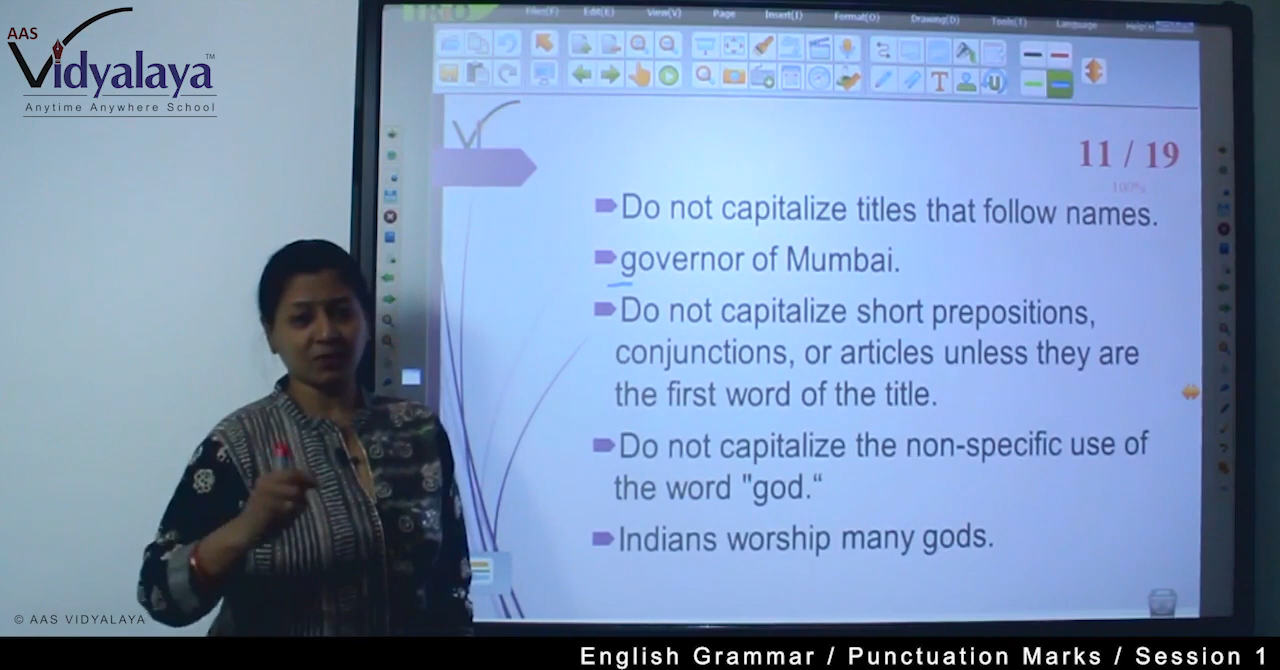 AAS
Vidyalaya™
Anytime Anywhere School
Files(F) Edit(E) View(V) Page Insert(I) Format(O) Drawing(D) Tools(T) Language
11 / 19
100%
Do not capitalize titles that follow names.
governor of Mumbai.
Do not capitalize short prepositions,
conjunctions, or articles unless they are
the first word of the title.
Do not capitalize the non-specific use of
the word "god.“
Indians worship many gods.
© AAS VIDYALAYA
English Grammar / Punctuation Marks / Session 1